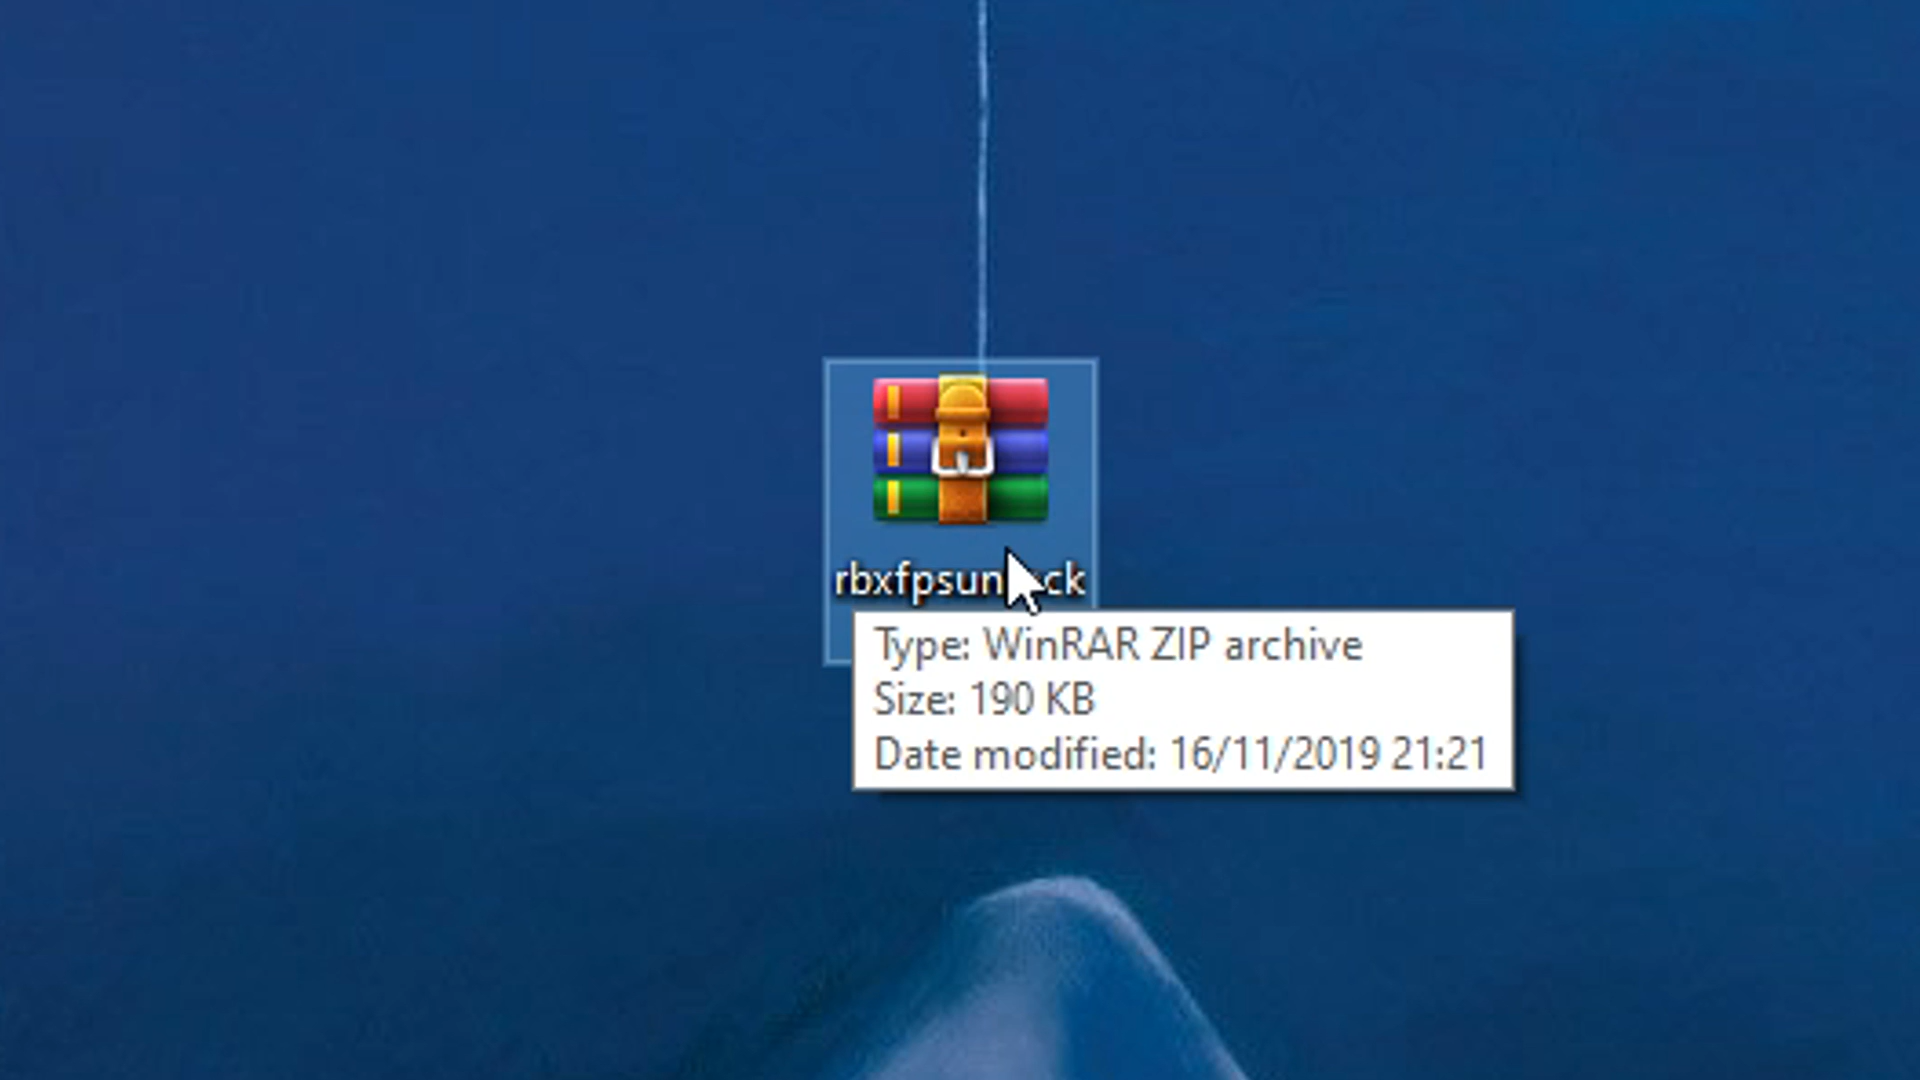 Type: WinRAR ZIP archive
Size: 190 KB
Date modified: 16/11/2019 21:21